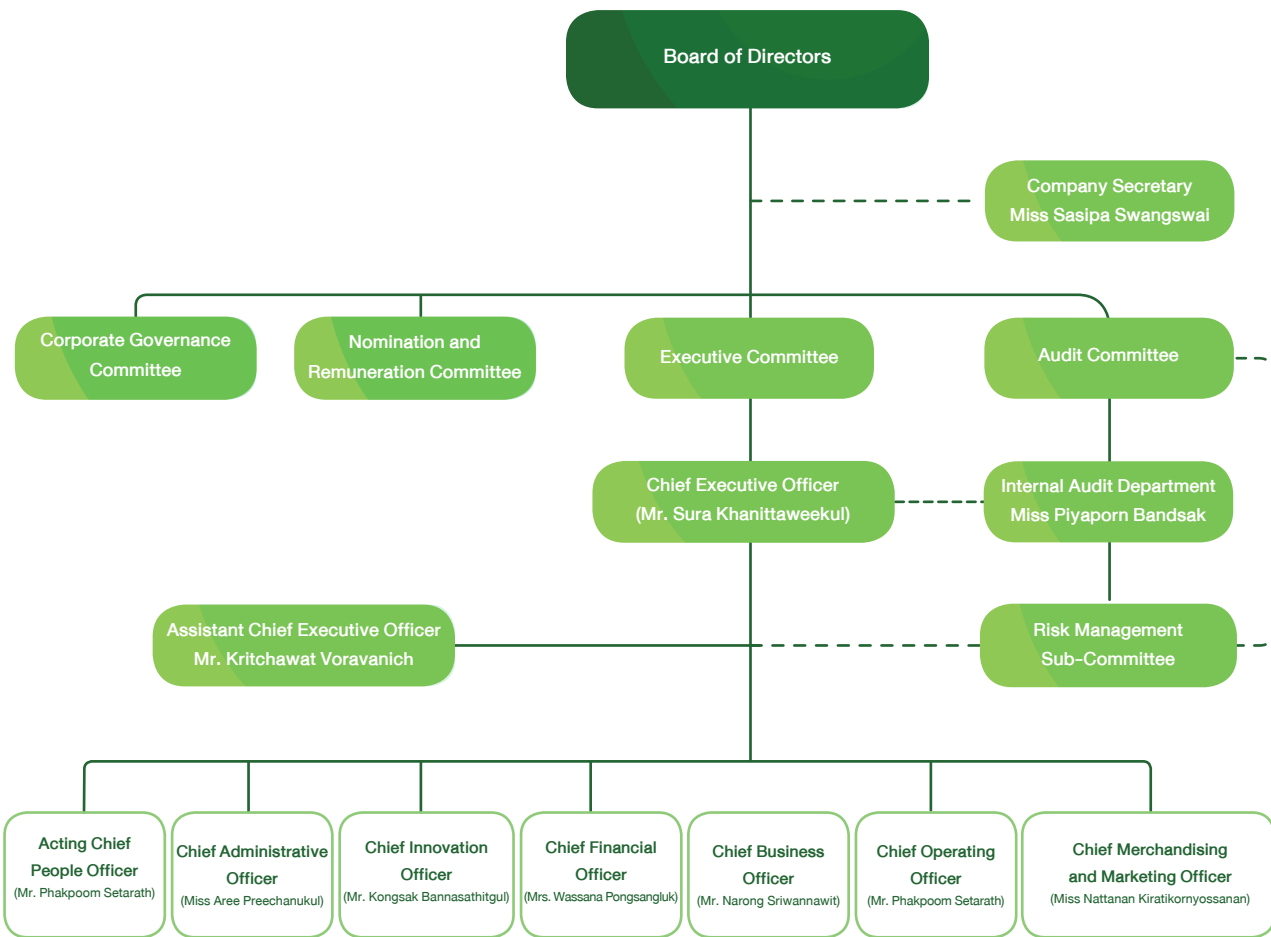 Board of Directors
Company Secretary
Miss Sasipa Swangswai
Corporate Governance
Committee
Nomination and
Remuneration Committee
Executive Committee
Audit Committee
Chief Executive Officer
(Mr. Sura Khanittaweekul)
Internal Audit Department
Miss Piyaporn Bandsak
Assistant Chief Executive Officer
Mr. Kritchawat Voravanich
Risk Management
Sub-Committee
Acting Chief
People Officer
(Mr. Phakpoom Setarath)
Chief Administrative
Officer
(Miss Aree Preechanukul)
Chief Innovation
Officer
(Mr. Kongsak Bannasathitgul)
Chief Financial
Officer
(Mrs. Wassana Pongsangluk)
Chief Business
Officer
(Mr. Narong Sriwannawit)
Chief Operating
Officer
(Mr. Phakpoom Setarath)
Chief Merchandising
and Marketing Officer
(Miss Nattanan Kiratikornyossanan)